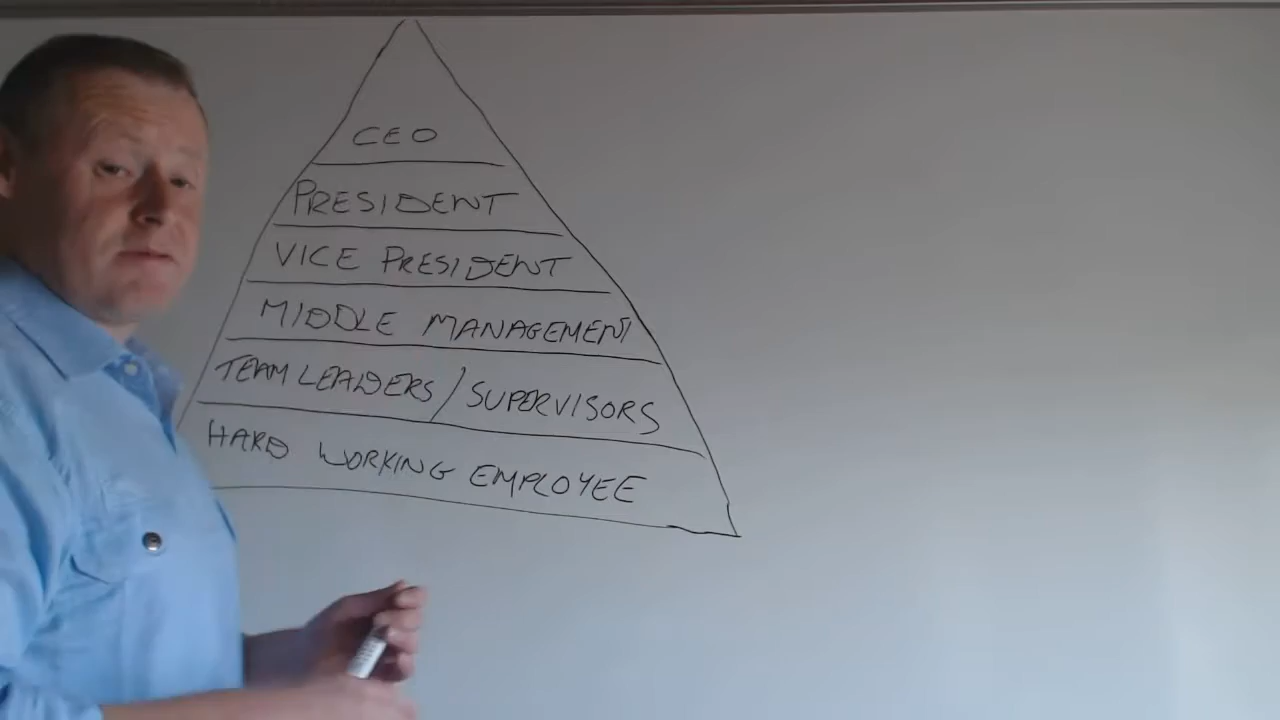 CEO
PRESIDENT
VICE PRESIDENT
MIDDLE MANAGEMENT
TEAM LEADERS / SUPERVISORS
HARD WORKING EMPLOYEE